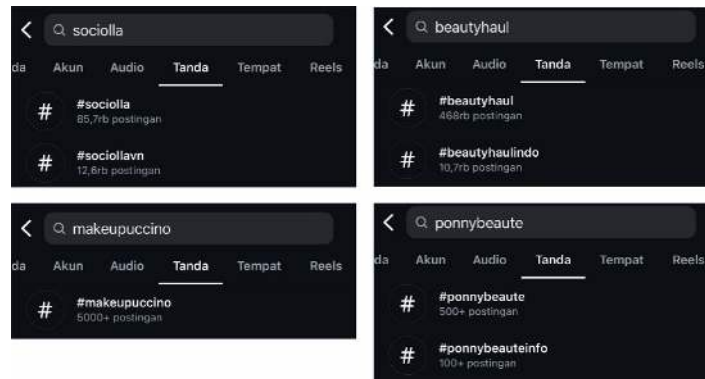 sociolla
da Akun Audio Tanda Tempat Reels
# #sociolla
85,7rb postingan
# #sociollavn
12,6rb postingan
beautyhaul
da Akun Audio Tanda Tempat Reels
# #beautyhaul
468rb postingan
# #beautyhaulindo
10,7rb postingan
makeupuccino
da Akun Audio Tanda Tempat Reels
# #makeupuccino
5000+ postingan
ponnybeaute
da Akun Audio Tanda Tempat Reels
# #ponnybeaute
500+ postingan
# #ponnybeauteinfo
100+ postingan